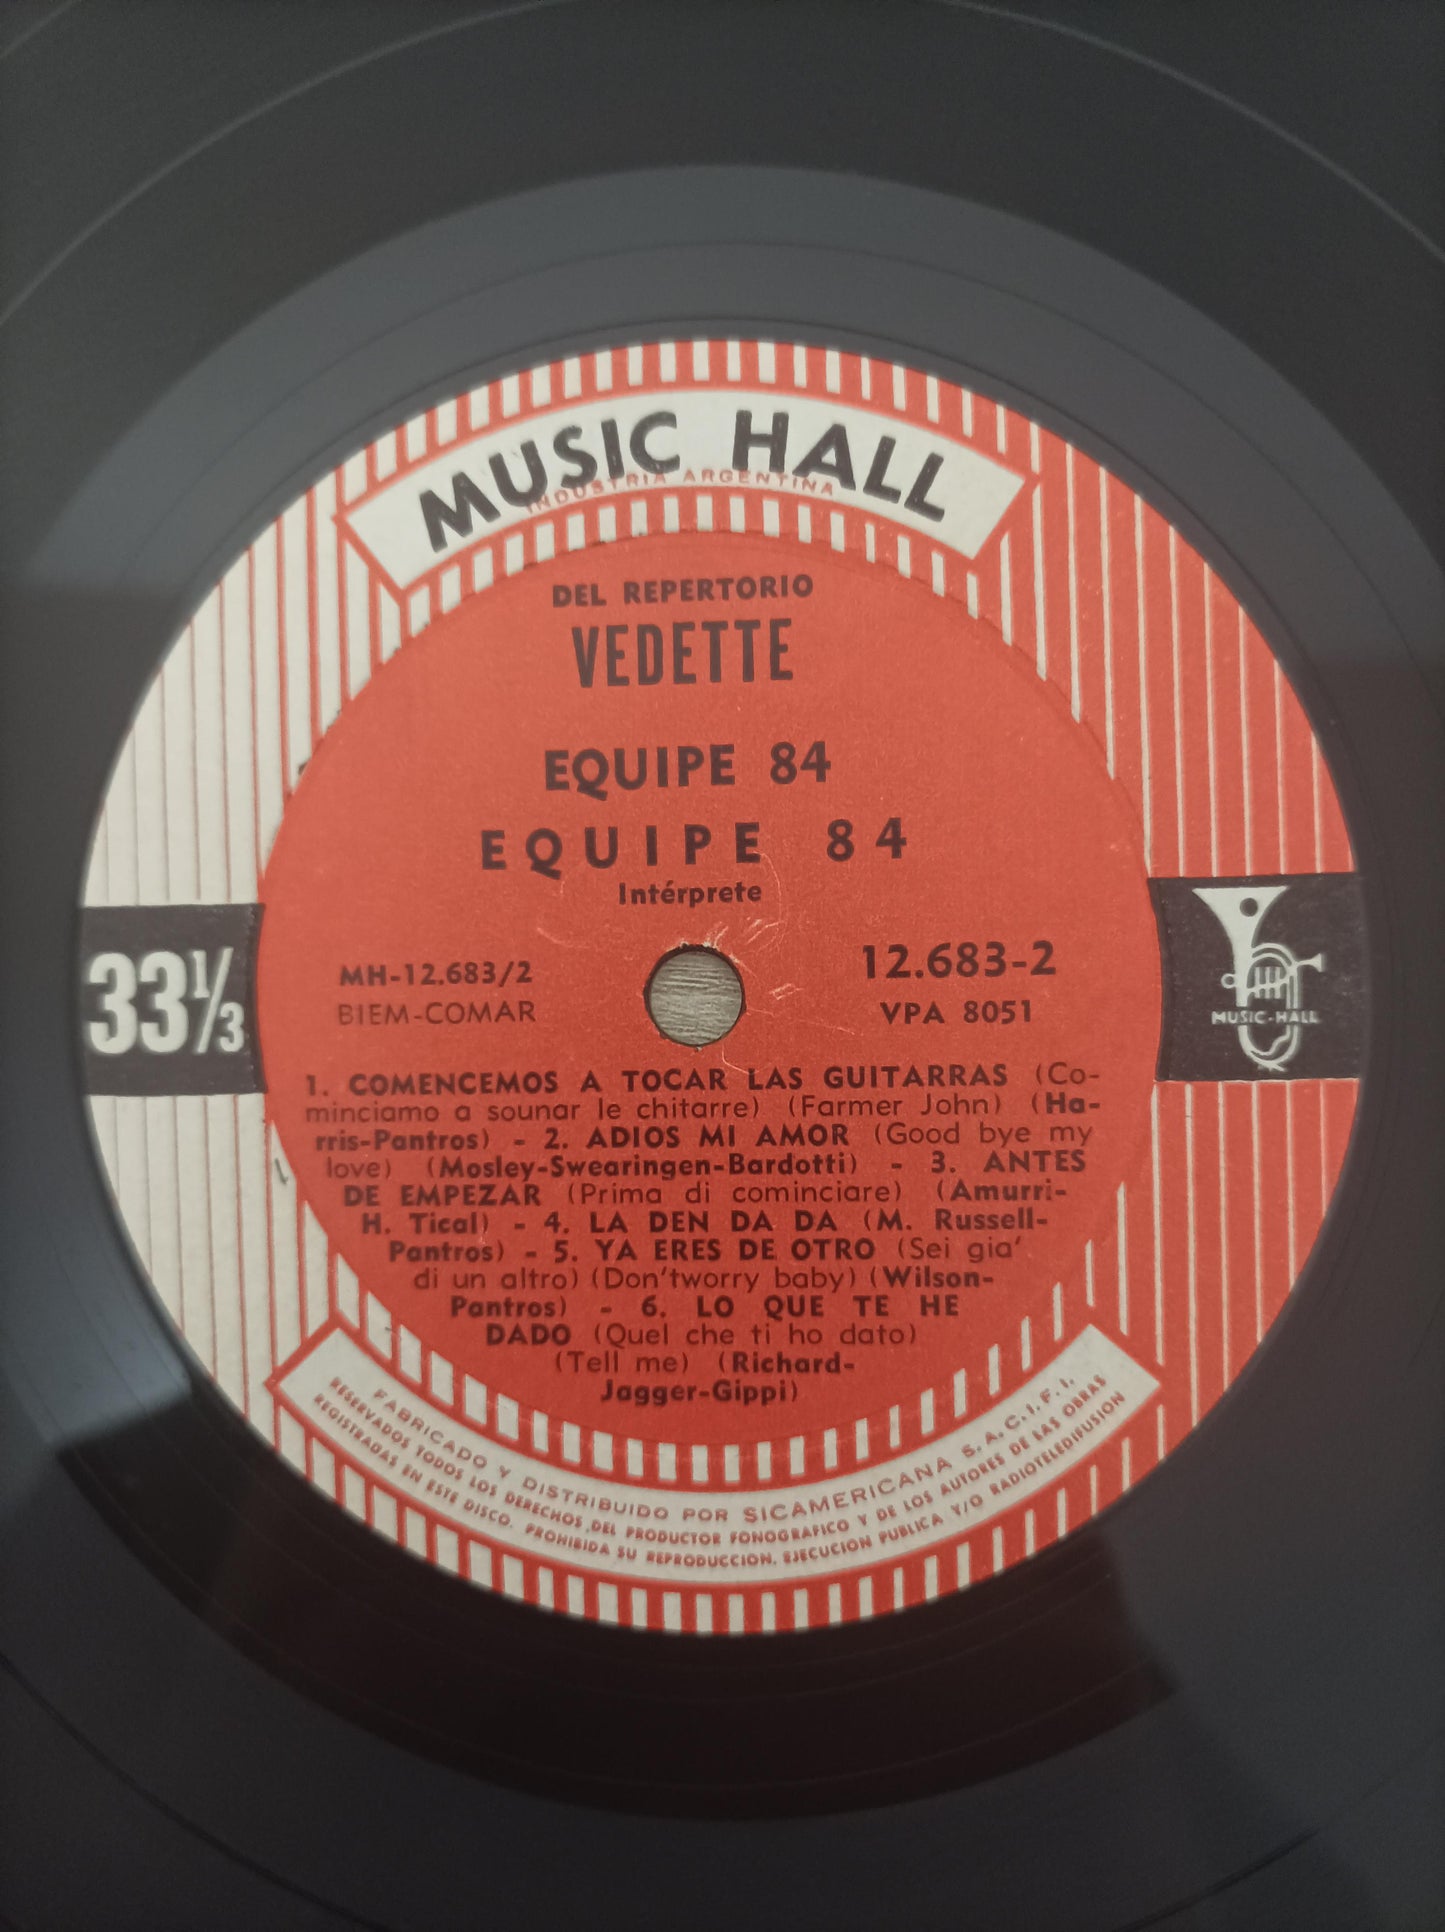 MUSIC HALL
INDUSTRIA ARGENTINA
DEL REPERTORIO
VEDETTE
EQUIPE 84
EQUIPE 84
Intérprete
33⅓
MH-12.683/2
BIEM-COMAR
12.683-2
VPA 8051
MUSIC-HALL
1. COMENCEMOS A TOCAR LAS GUITARRAS (Co-
minciamo a sounar le chitarre) (Farmer John) (Ha-
rris-Pantros) - 2. ADIOS MI AMOR (Good bye my
love) (Mosley-Swearingen-Bardotti) - 3. ANTES
DE EMPEZAR (Prima di cominciare) (Amurri-
H. Tical) - 4. LA DEN DA DA (M. Russell-
Pantros) - 5. YA ERES DE OTRO (Sei gia'
di un altro) (Don'tworry baby) (Wilson-
Pantros) - 6. LO QUE TE HE
DADO (Quel che ti ho dato)
(Tell me) (Richard-
Jagger-Gippi)
FABRICADO Y DISTRIBUIDO POR SICAMERICANA S.A.C.I.F.I.
RESERVADOS TODOS LOS DERECHOS DEL PRODUCTOR FONOGRAFICO Y DE LOS AUTORES DE LAS OBRAS
REGISTRADAS EN ESTE DISCO. PROHIBIDA SU REPRODUCCION, EJECUCION PUBLICA Y/O RADIOTELEDIFUSION